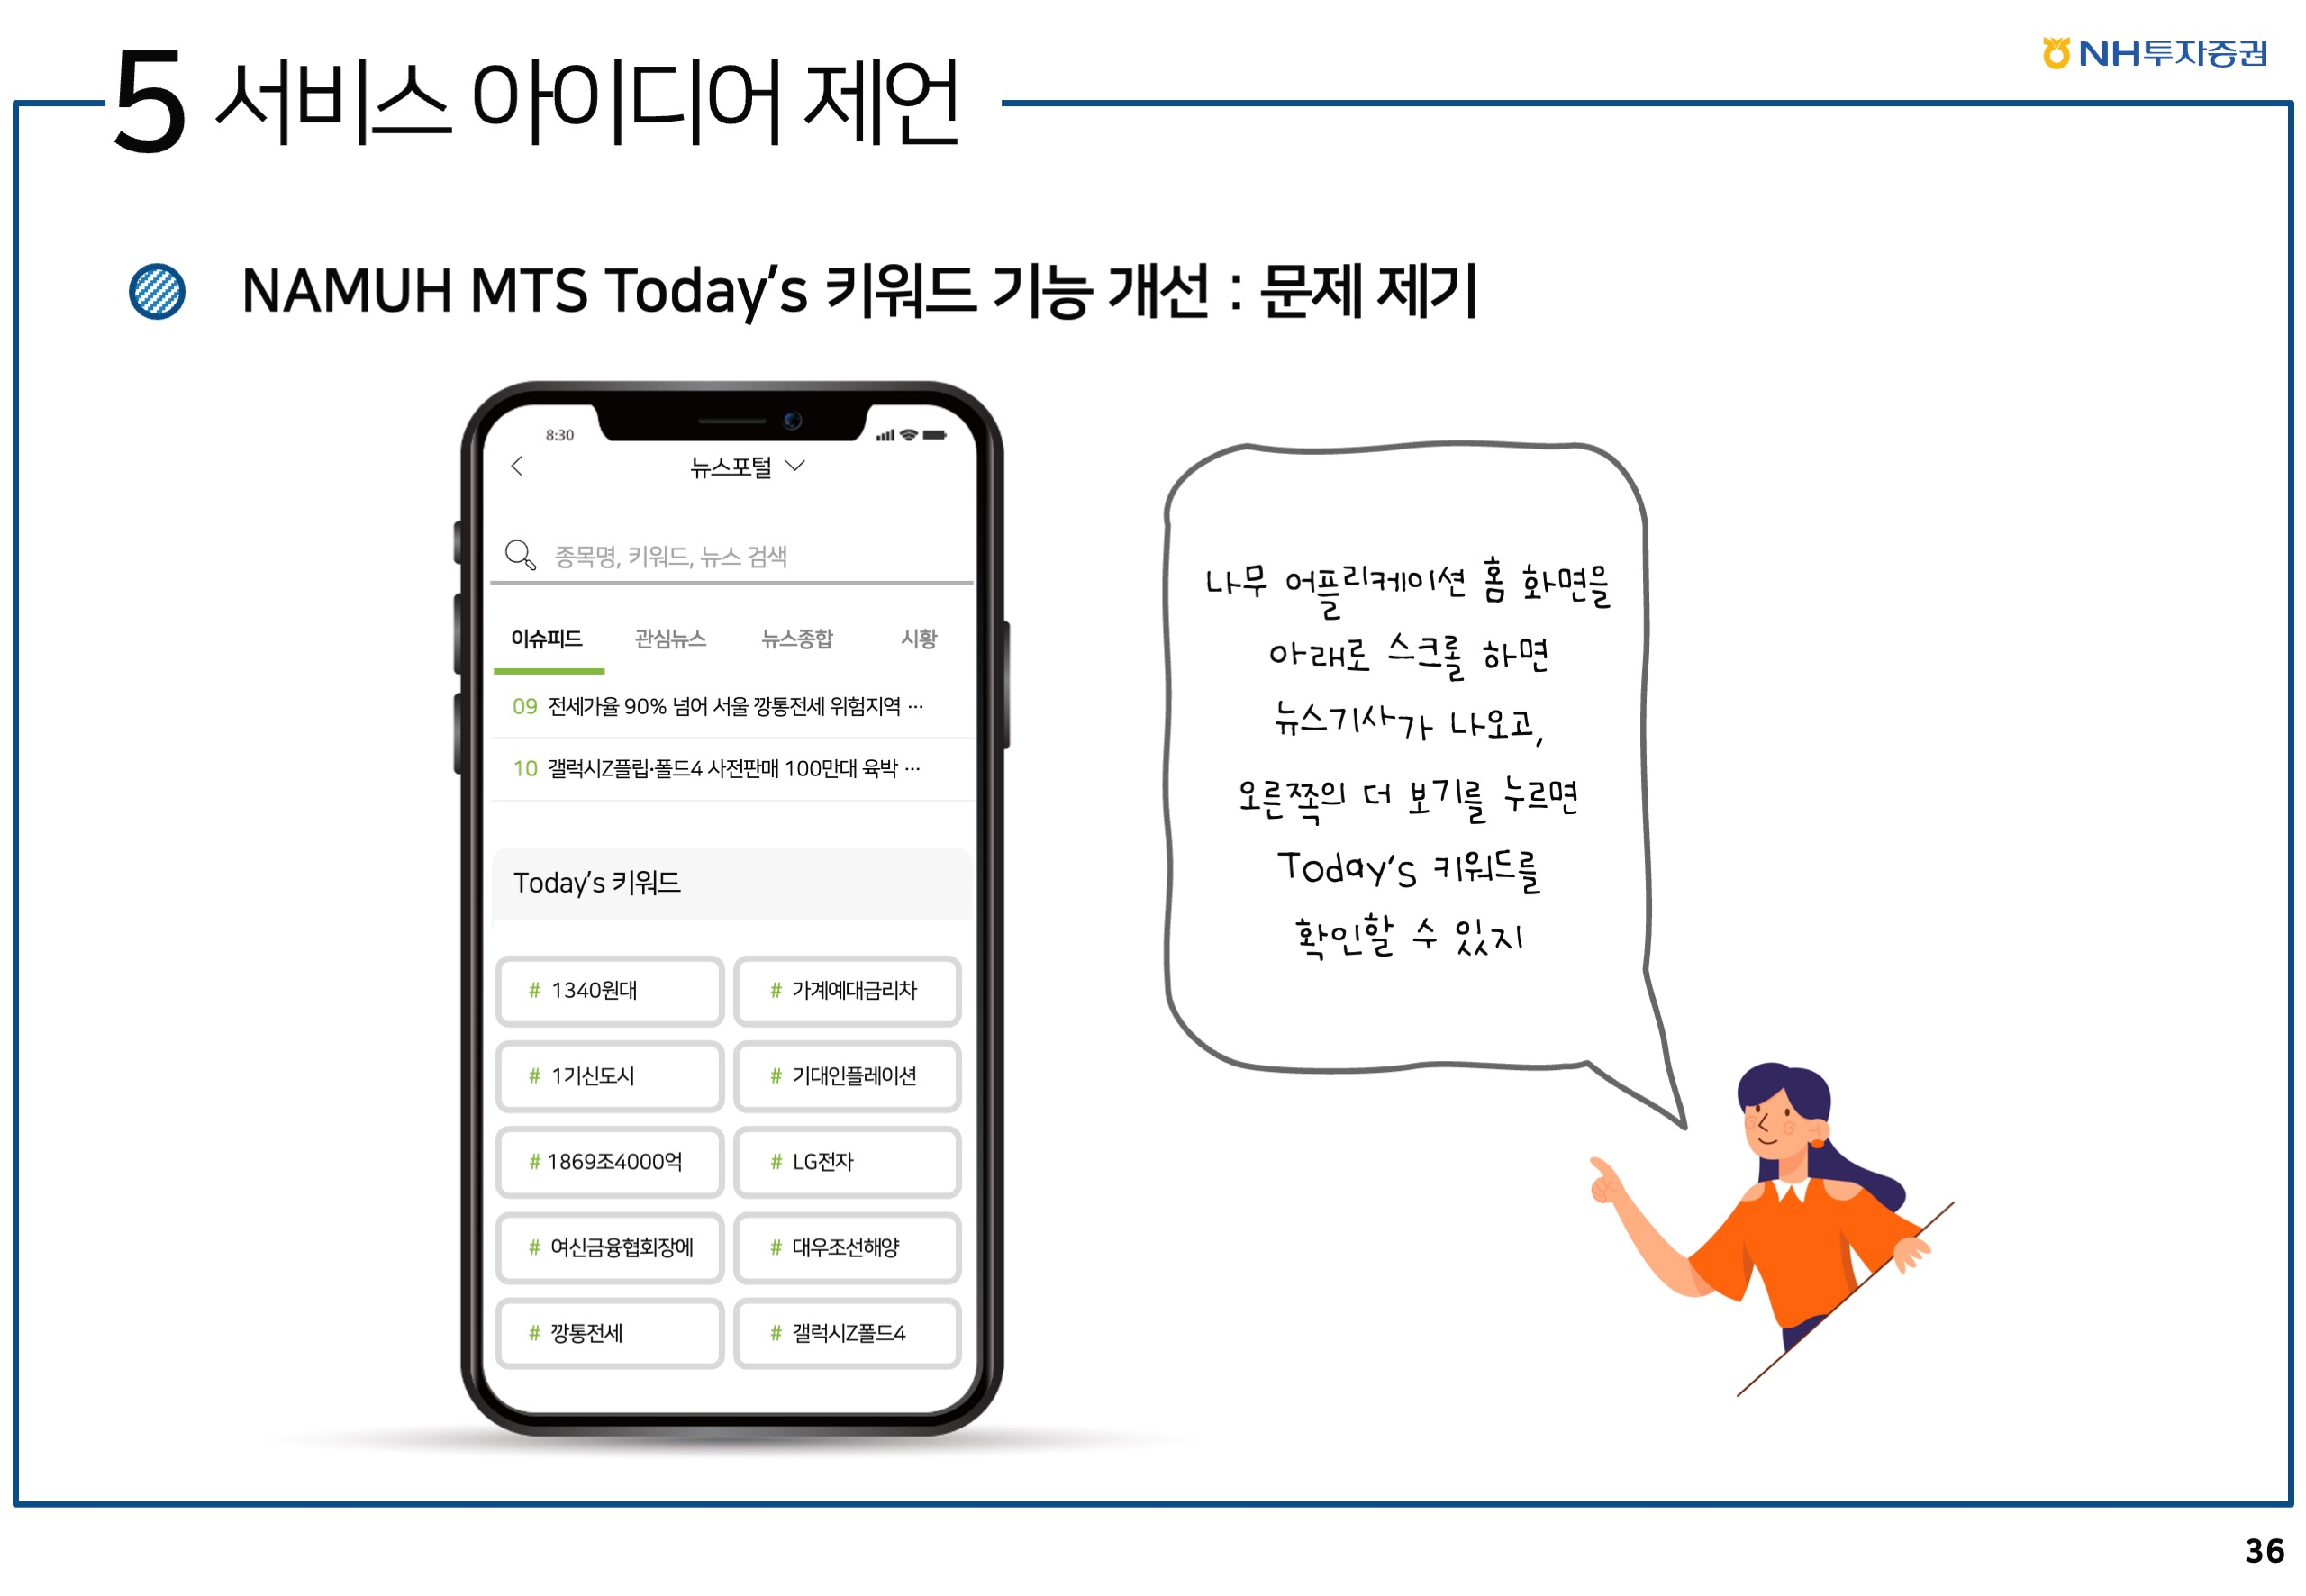 5 서비스 아이디어 제언
NH투자증권
NAMUH MTS Today's 키워드 기능 개선 : 문제 제기
8:30
뉴스포털
종목명, 키워드, 뉴스 검색
이슈피드 관심뉴스 뉴스종합 시황
09 전세가율 90% 넘어 서울 깡통전세 위험지역 ···
10 갤럭시Z플립·폴드4 사전판매 100만대 육박 ···
Today's 키워드
# 1340원대 # 가계예대금리차
# 1기신도시 # 기대인플레이션
# 1869조4000억 # LG전자
# 여신금융협회장에 # 대우조선해양
# 깡통전세 # 갤럭시Z폴드4
나무 어플리케이션 홈 화면을
아래로 스크롤 하면
뉴스기사가 나오고,
오른쪽의 더 보기를 누르면
Today's 키워드를
확인할 수 있지
36